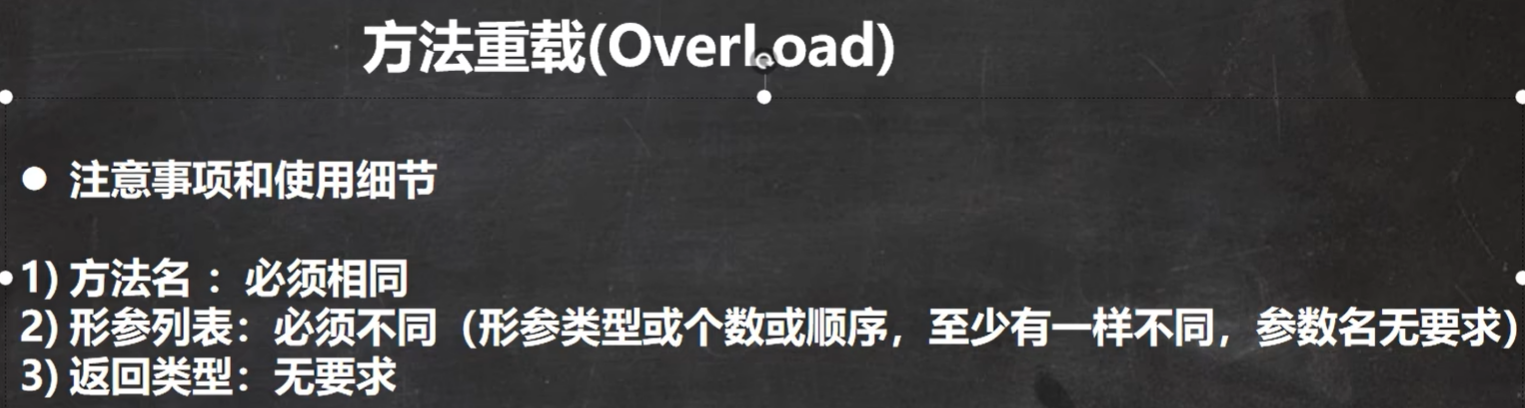 方法重载(OverLoad)
● 注意事项和使用细节
1) 方法名 ：必须相同
2) 形参列表：必须不同（形参类型或个数或顺序，至少有一样不同，参数名无要求）
3) 返回类型：无要求